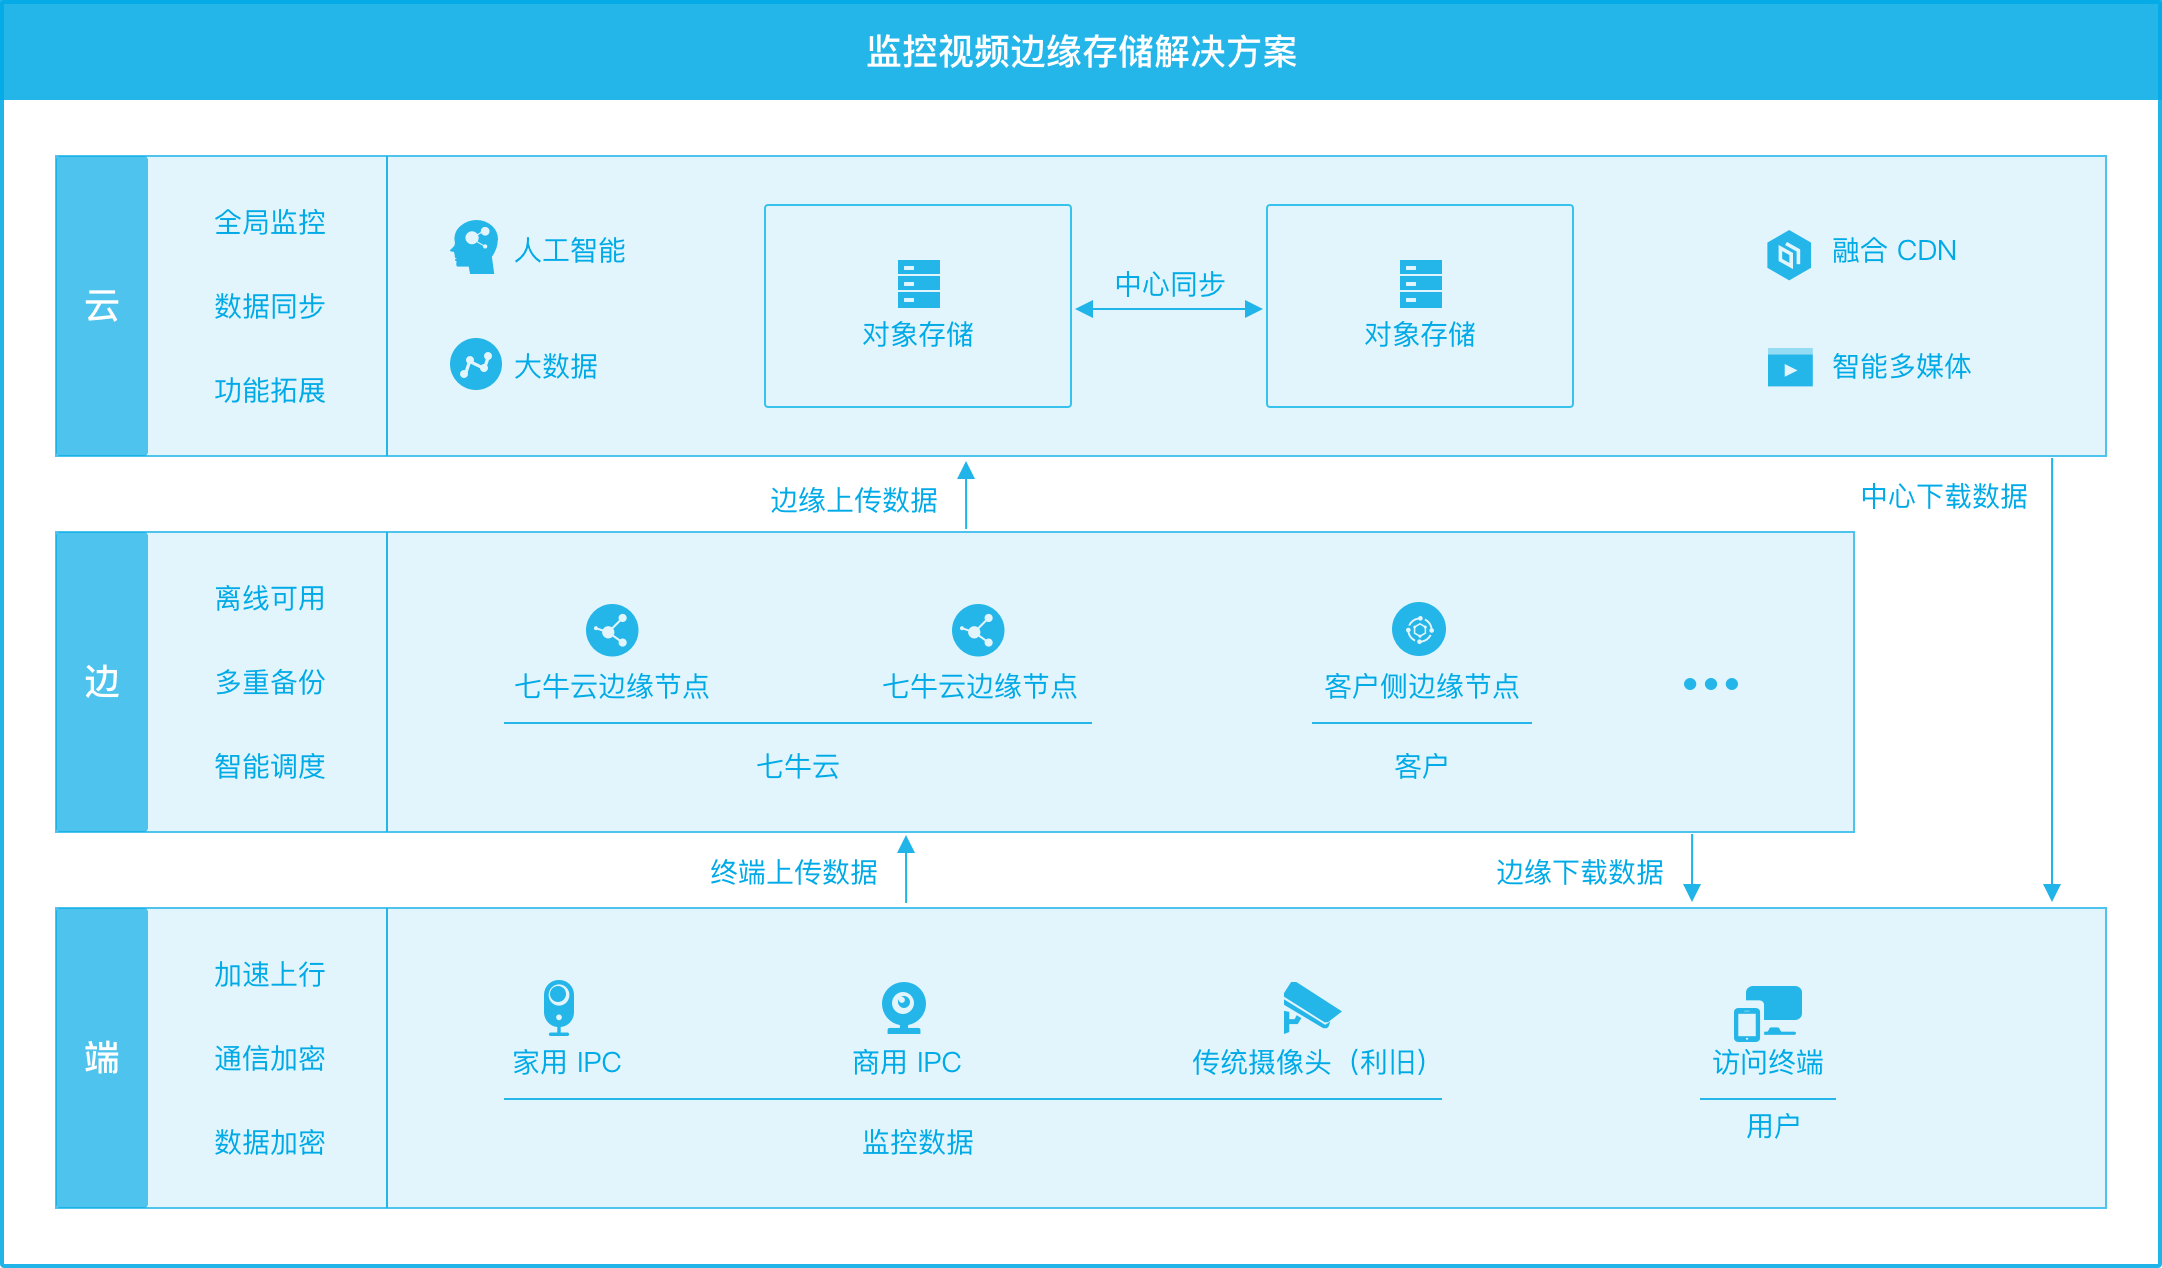 监控视频边缘存储解决方案
云
全局监控
数据同步
功能拓展
人工智能
大数据
对象存储
中心同步
对象存储
融合 CDN
智能多媒体
边缘上传数据
中心下载数据
边
离线可用
多重备份
智能调度
七牛云边缘节点
七牛云边缘节点
客户侧边缘节点
七牛云
客户
终端上传数据
边缘下载数据
端
加速上行
通信加密
数据加密
家用 IPC
商用 IPC
传统摄像头（利旧）
访问终端
监控数据
用户